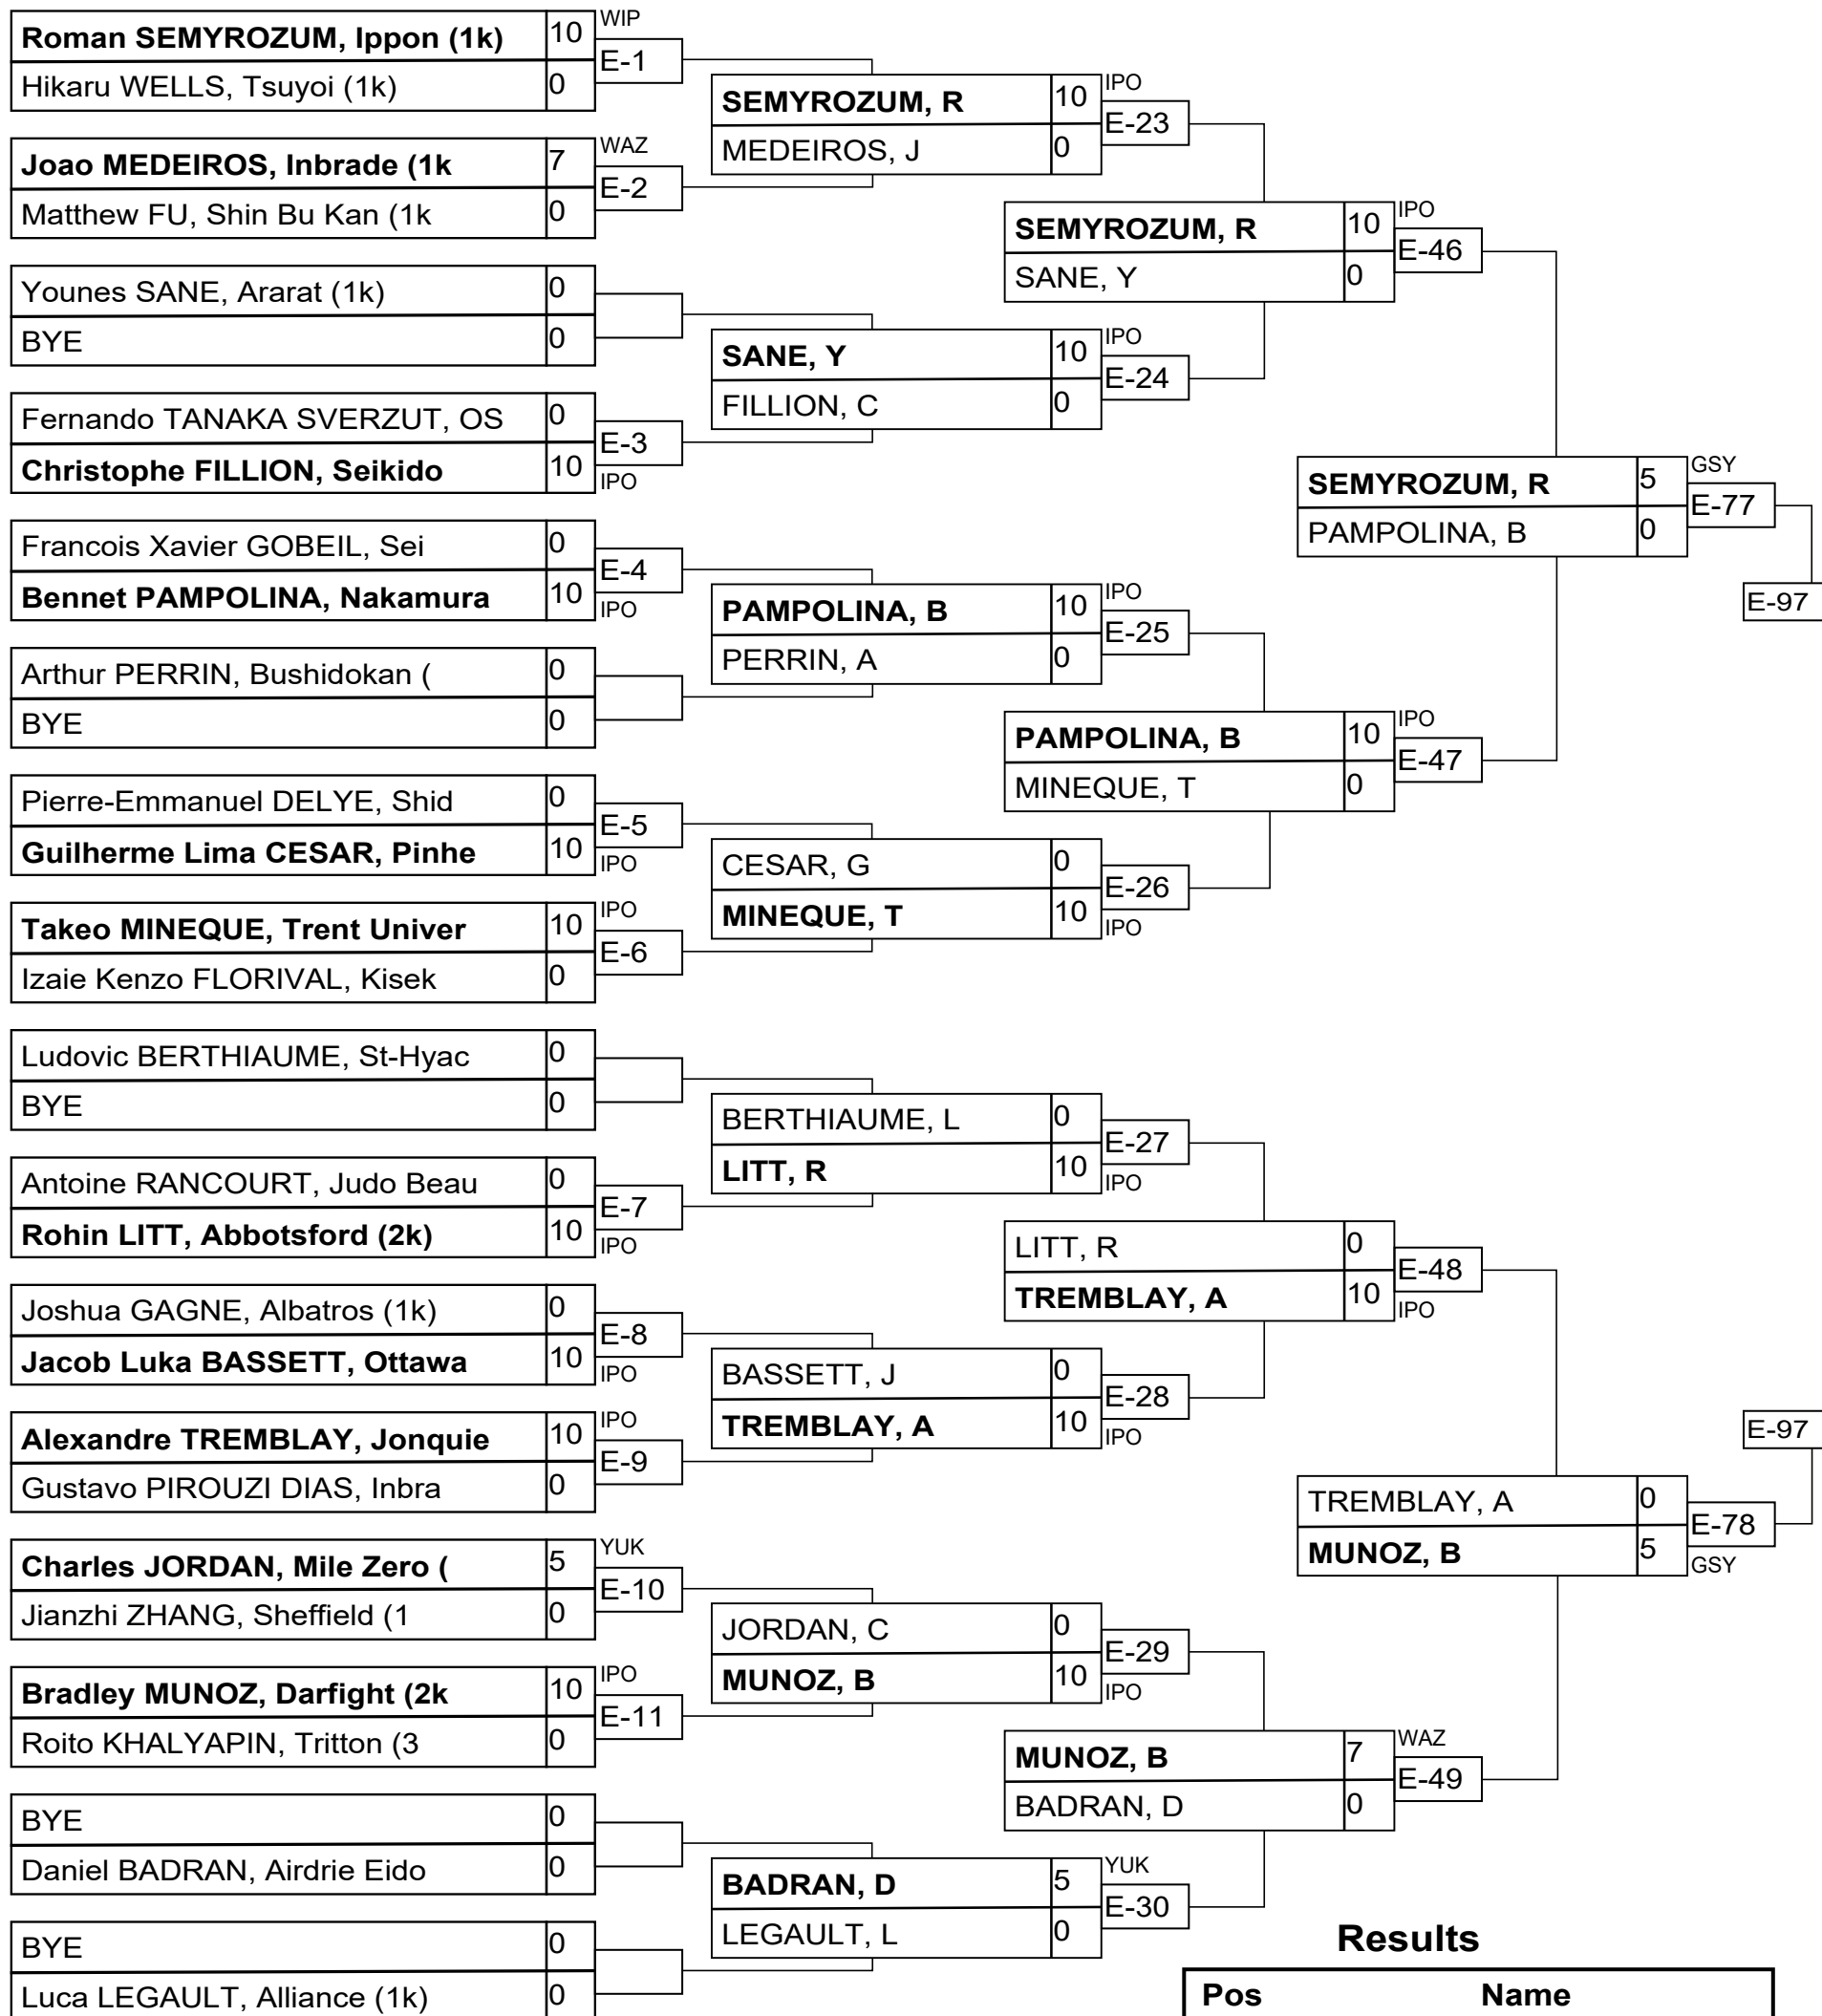 Roman SEMYROZUM, Ippon (1k) 10 WIP
E-1
Hikaru WELLS, Tsuyoi (1k) 0
Joao MEDEIROS, Inbrade (1k 7 WAZ
E-2
Matthew FU, Shin Bu Kan (1k 0
Younes SANE, Ararat (1k) 0
BYE 0
Fernando TANAKA SVERZUT, OS 0
E-3
Christophe FILLION, Seikido 10 IPO
Francois Xavier GOBEIL, Sei 0
E-4
Bennet PAMPOLINA, Nakamura 10 IPO
Arthur PERRIN, Bushidokan ( 0
BYE 0
Pierre-Emmanuel DELYE, Shid 0
E-5
Guilherme Lima CESAR, Pinhe 10 IPO
Takeo MINEQUE, Trent Univer 10 IPO
E-6
Izaie Kenzo FLORIVAL, Kisek 0
Ludovic BERTHIAUME, St-Hyac 0
BYE 0
Antoine RANCOURT, Judo Beau 0
E-7
Rohin LITT, Abbotsford (2k) 10 IPO
Joshua GAGNE, Albatros (1k) 0
E-8
Jacob Luka BASSETT, Ottawa 10 IPO
Alexandre TREMBLAY, Jonquie 10 IPO
E-9
Gustavo PIROUZI DIAS, Inbra 0
Charles JORDAN, Mile Zero ( 5 YUK
E-10
Jianzhi ZHANG, Sheffield (1 0
Bradley MUNOZ, Darfight (2k 10 IPO
E-11
Roito KHALYAPIN, Tritton (3 0
BYE 0
Daniel BADRAN, Airdrie Eido 0
BYE 0
Luca LEGAULT, Alliance (1k) 0
SEMYROZUM, R 10 IPO
E-23
MEDEIROS, J 0
SANE, Y 10 IPO
E-24
FILLION, C 0
PAMPOLINA, B 10 IPO
E-25
PERRIN, A 0
CESAR, G 0
E-26
MINEQUE, T 10 IPO
BERTHIAUME, L 0
E-27
LITT, R 10 IPO
BASSETT, J 0
E-28
TREMBLAY, A 10 IPO
JORDAN, C 0
E-29
MUNOZ, B 10 IPO
BADRAN, D 5 YUK
E-30
LEGAULT, L 0
SEMYROZUM, R 10 IPO
E-46
SANE, Y 0
PAMPOLINA, B 10 IPO
E-47
MINEQUE, T 0
LITT, R 0
E-48
TREMBLAY, A 10 IPO
MUNOZ, B 7 WAZ
E-49
BADRAN, D 0
SEMYROZUM, R 5 GSY
E-77
PAMPOLINA, B 0
E-97
E-97
TREMBLAY, A 0
E-78
MUNOZ, B 5 GSY
Results
Pos Name